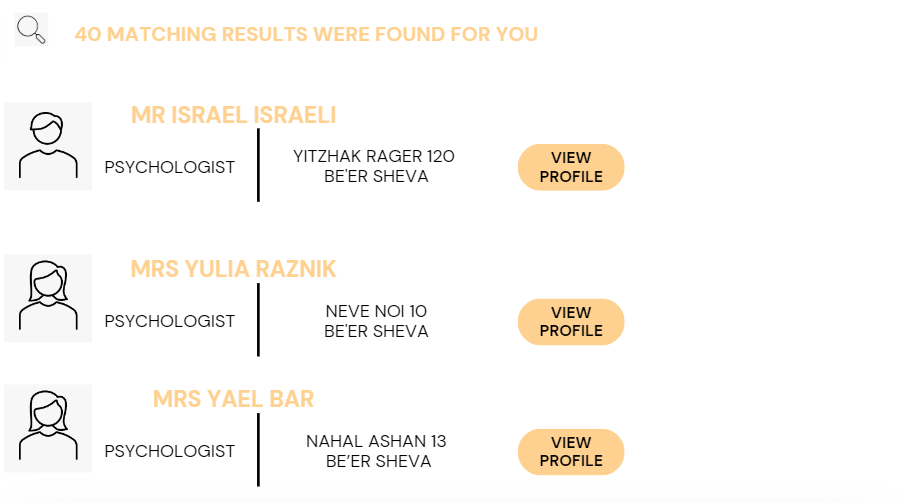 40 MATCHING RESULTS WERE FOUND FOR YOU
MR ISRAEL ISRAELI
PSYCHOLOGIST
YITZHAK RAGER 120
BE'ER SHEVA
VIEW
PROFILE
MRS YULIA RAZNIK
PSYCHOLOGIST
NEVE NOI 10
BE'ER SHEVA
VIEW
PROFILE
MRS YAEL BAR
PSYCHOLOGIST
NAHAL ASHAN 13
BE’ER SHEVA
VIEW
PROFILE